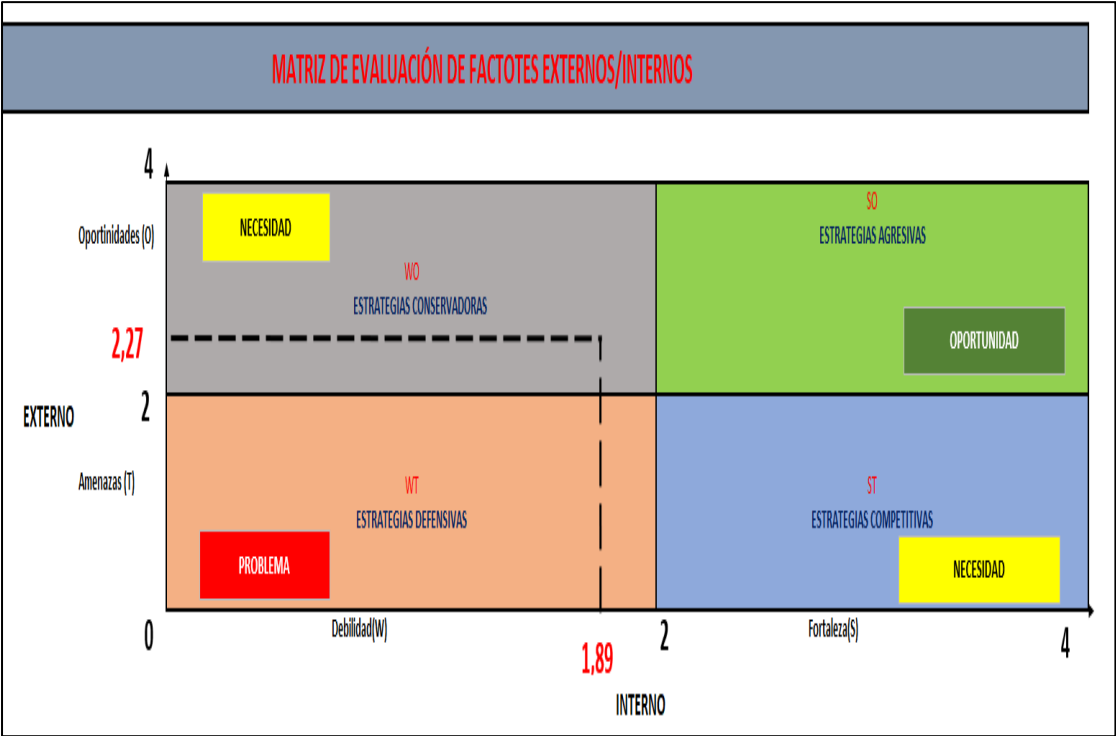 MATRIZ DE EVALUACIÓN DE FACTOTES EXTERNOS/INTERNOS
4
Oportinidades (O)
NECESIDAD
WO
ESTRATEGIAS CONSERVADORAS
SO
ESTRATEGIAS AGRESIVAS
2,27
OPORTUNIDAD
EXTERNO
2
Amenazas (T)
WT
ESTRATEGIAS DEFENSIVAS
ST
ESTRATEGIAS COMPETITIVAS
PROBLEMA
NECESIDAD
0
Debilidad(W)
1,89
2
Fortaleza(S)
4
INTERNO